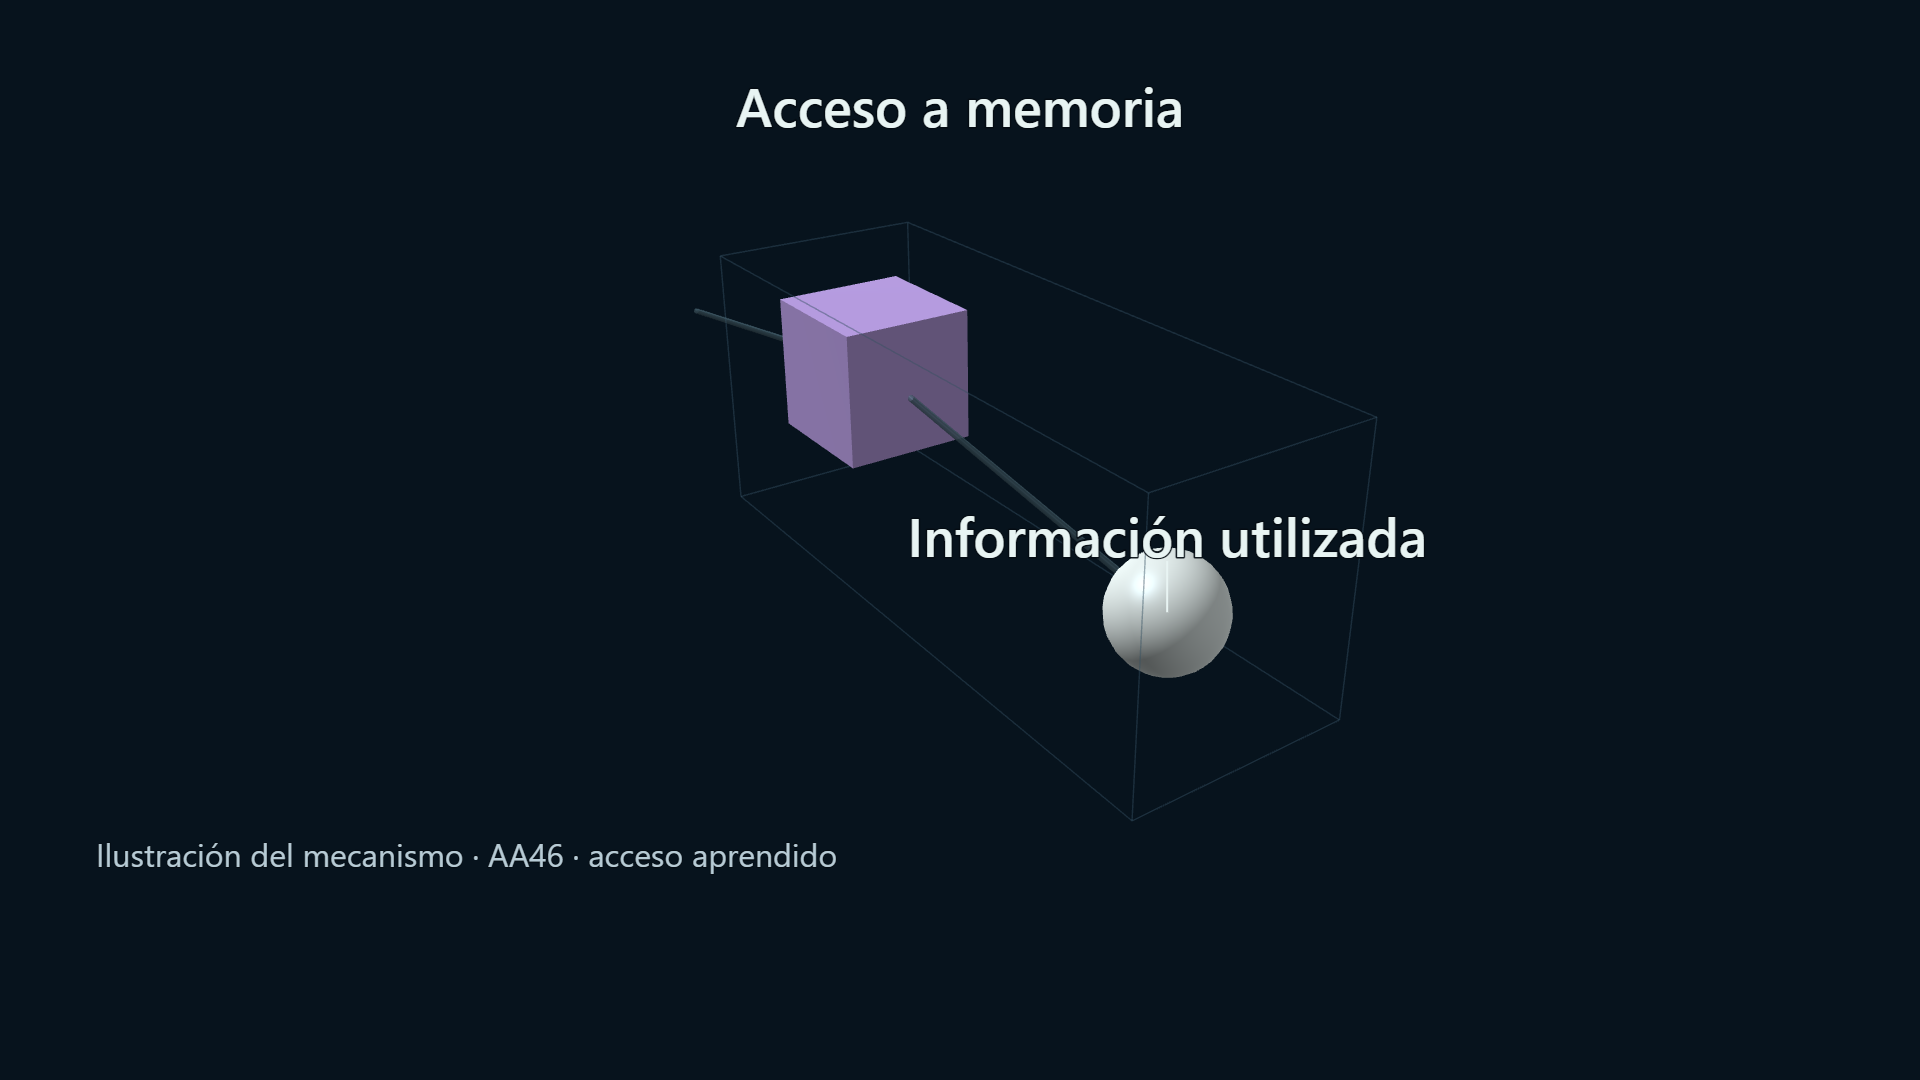 Acceso a memoria
Información utilizada
Ilustración del mecanismo · AA46 · acceso aprendido